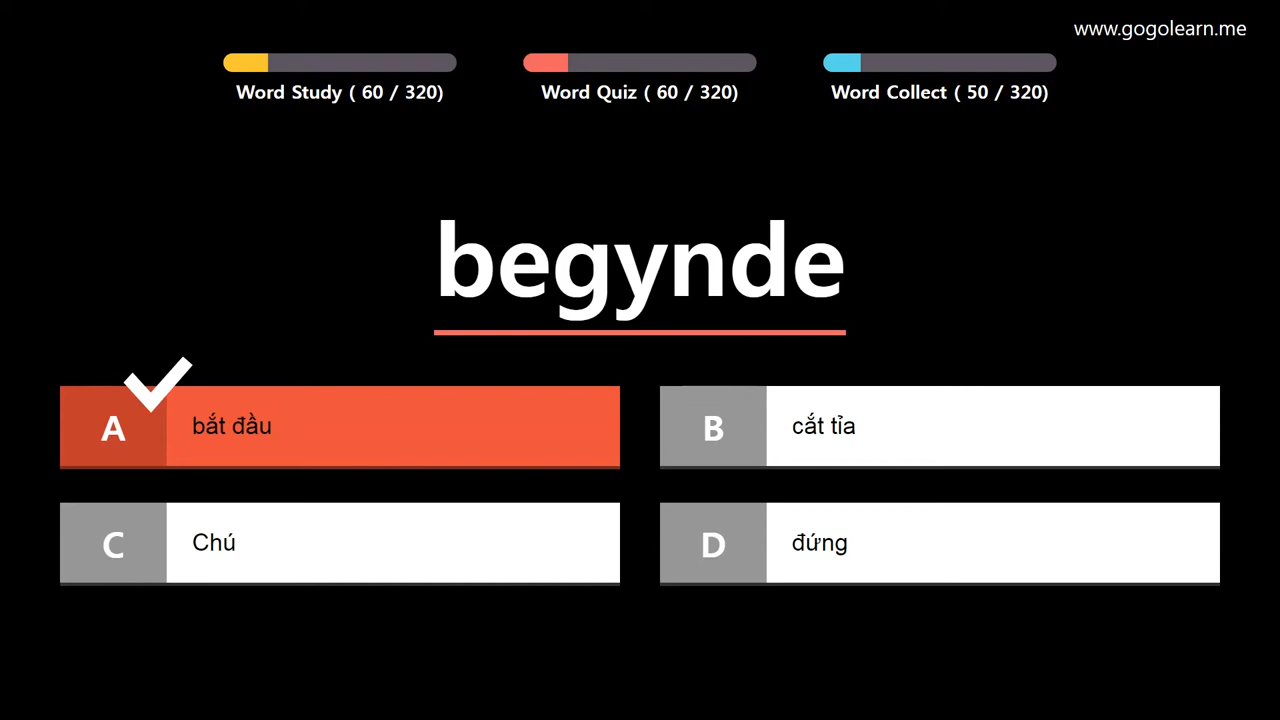 www.gogolearn.me
Word Study ( 60 / 320)
Word Quiz ( 60 / 320)
Word Collect ( 50 / 320)
begynde
A
bắt đầu
B
cắt tỉa
C
Chú
D
đứng